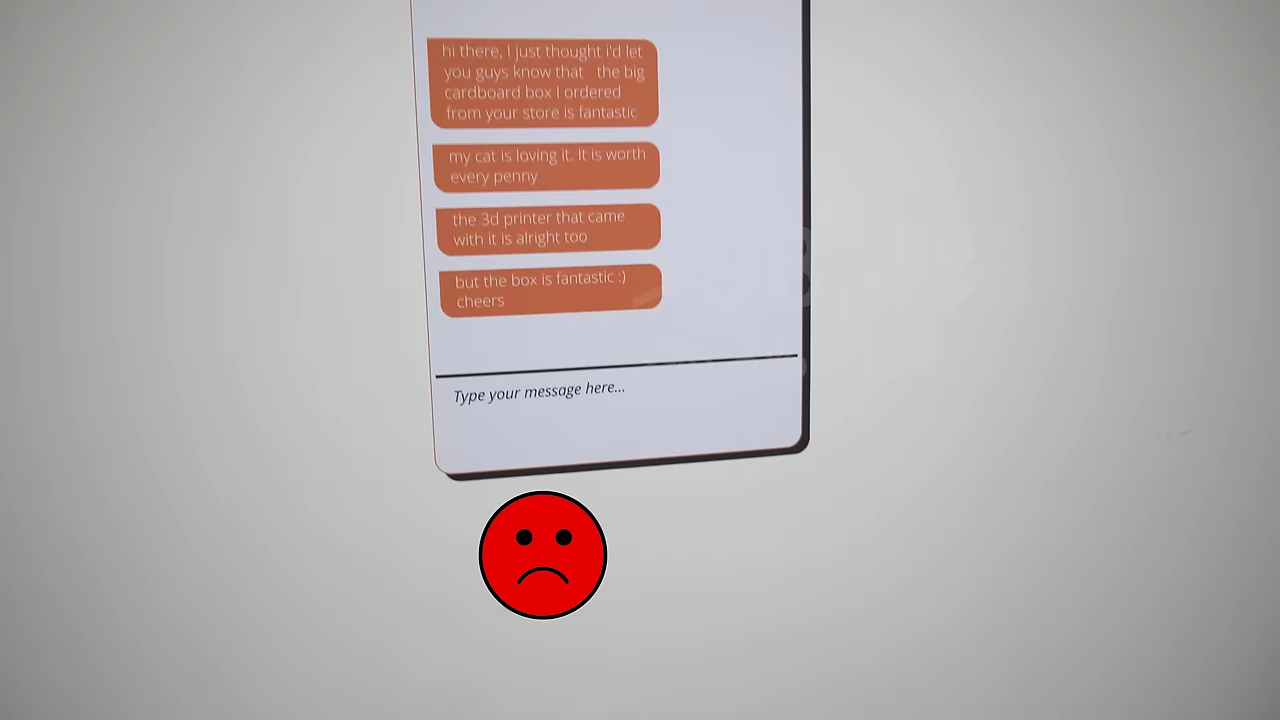 hi there, I just thought i'd let
you guys know that   the big
cardboard box I ordered
from your store is fantastic
my cat is loving it. It is worth
every penny
the 3d printer that came
with it is alright too
but the box is fantastic :)
cheers
Type your message here...